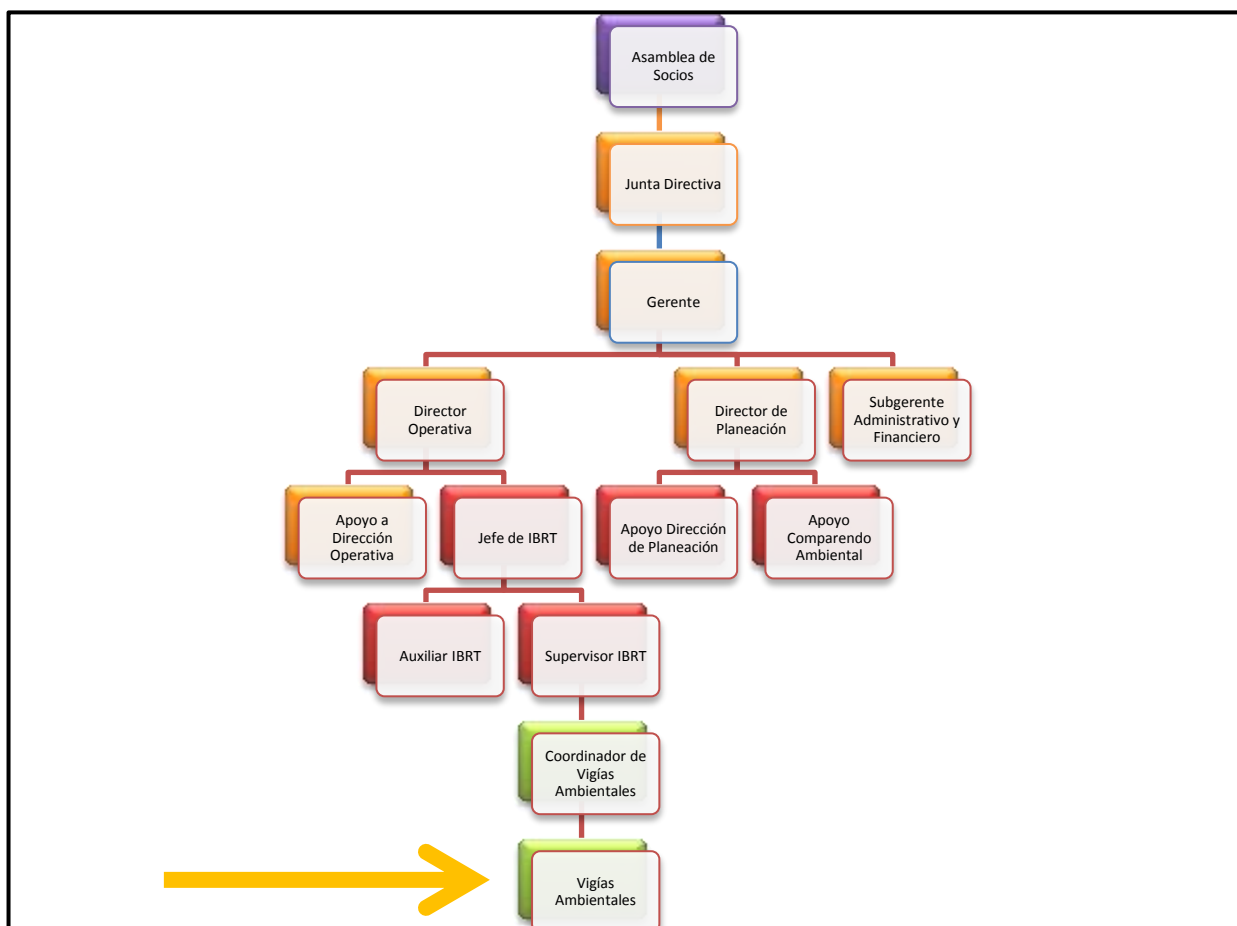 Asamblea de
Socios
Junta Directiva
Gerente
Director
Operativa
Director de
Planeación
Subgerente
Administrativo y
Financiero
Apoyo a
Dirección
Operativa
Jefe de IBRT
Apoyo Dirección
de Planeación
Apoyo
Comparendo
Ambiental
Auxiliar IBRT
Supervisor IBRT
Coordinador de
Vigías
Ambientales
Vigías
Ambientales